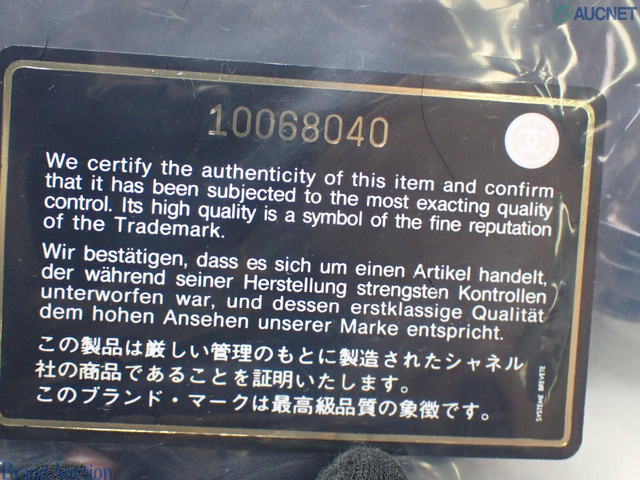 AUCNET
10068040
We certify the authenticity of this item and confirm
that it has been subjected to the most exacting quality
control. Its high quality is a symbol of the fine reputation
of the Trademark.
Wir bestätigen, dass es sich um einen Artikel handelt,
der während seiner Herstellung strengsten Kontrollen
unterworfen war, und dessen erstklassige Qualität
dem hohen Ansehen unserer Marke entspricht.
この製品は厳しい管理のもとに製造されたシャネル
社の商品であることを証明いたします。
このブランド・マークは最高級品質の象徴です。
SYSTEME BREVETE
Brand Auction